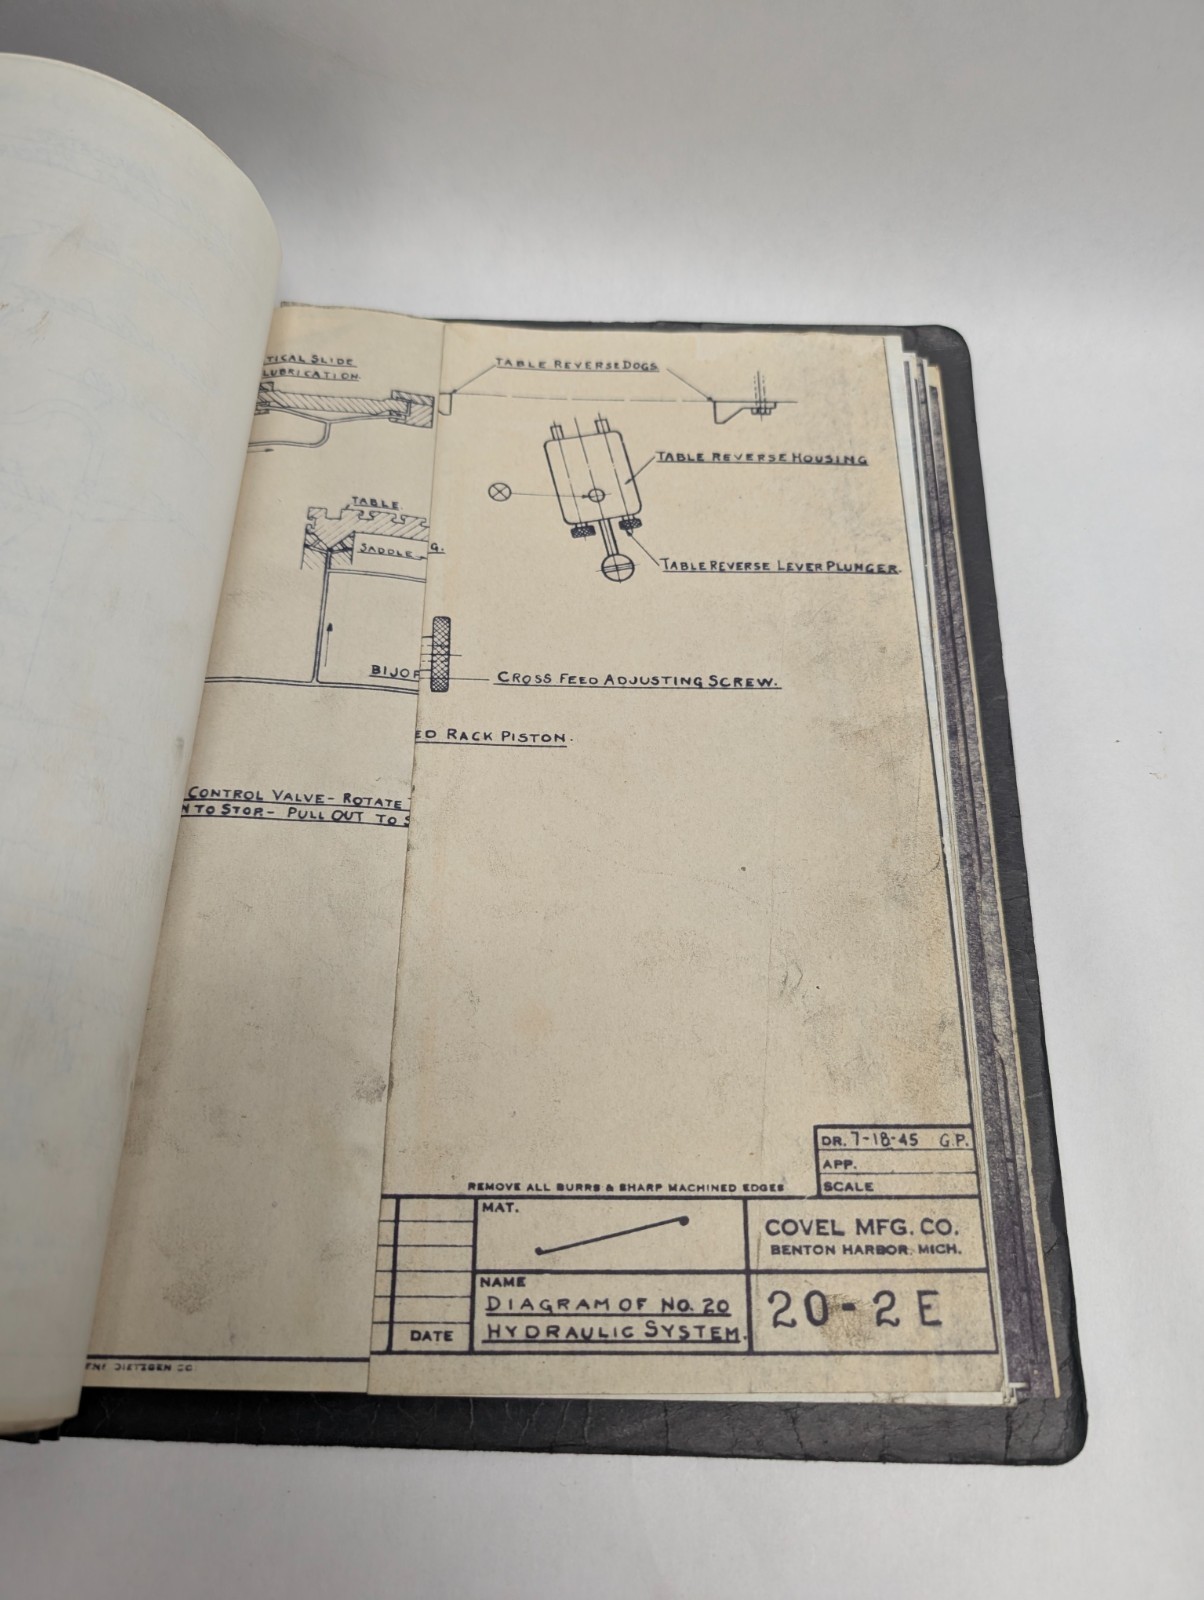 TICAL SLIDE
LUBRICATION
TABLE REVERSE DOGS
TABLE REVERSE HOUSING
TABLE
SADDLE
G.
TABLE REVERSE LEVER PLUNGER.
BIJOF
CROSS FEED ADJUSTING SCREW.
ED RACK PISTON.
CONTROL VALVE- ROTATE
N TO STOP- PULL OUT TO S
DR. 7-18-45 G.P.
APP.
SCALE
REMOVE ALL BURRS & SHARP MACHINED EDGES
MAT.
COVEL MFG. CO.
BENTON HARBOR, MICH.
NAME
DIAGRAM OF NO. 20
HYDRAULIC SYSTEM.
20-2E
DATE
DIETZGEN CO.